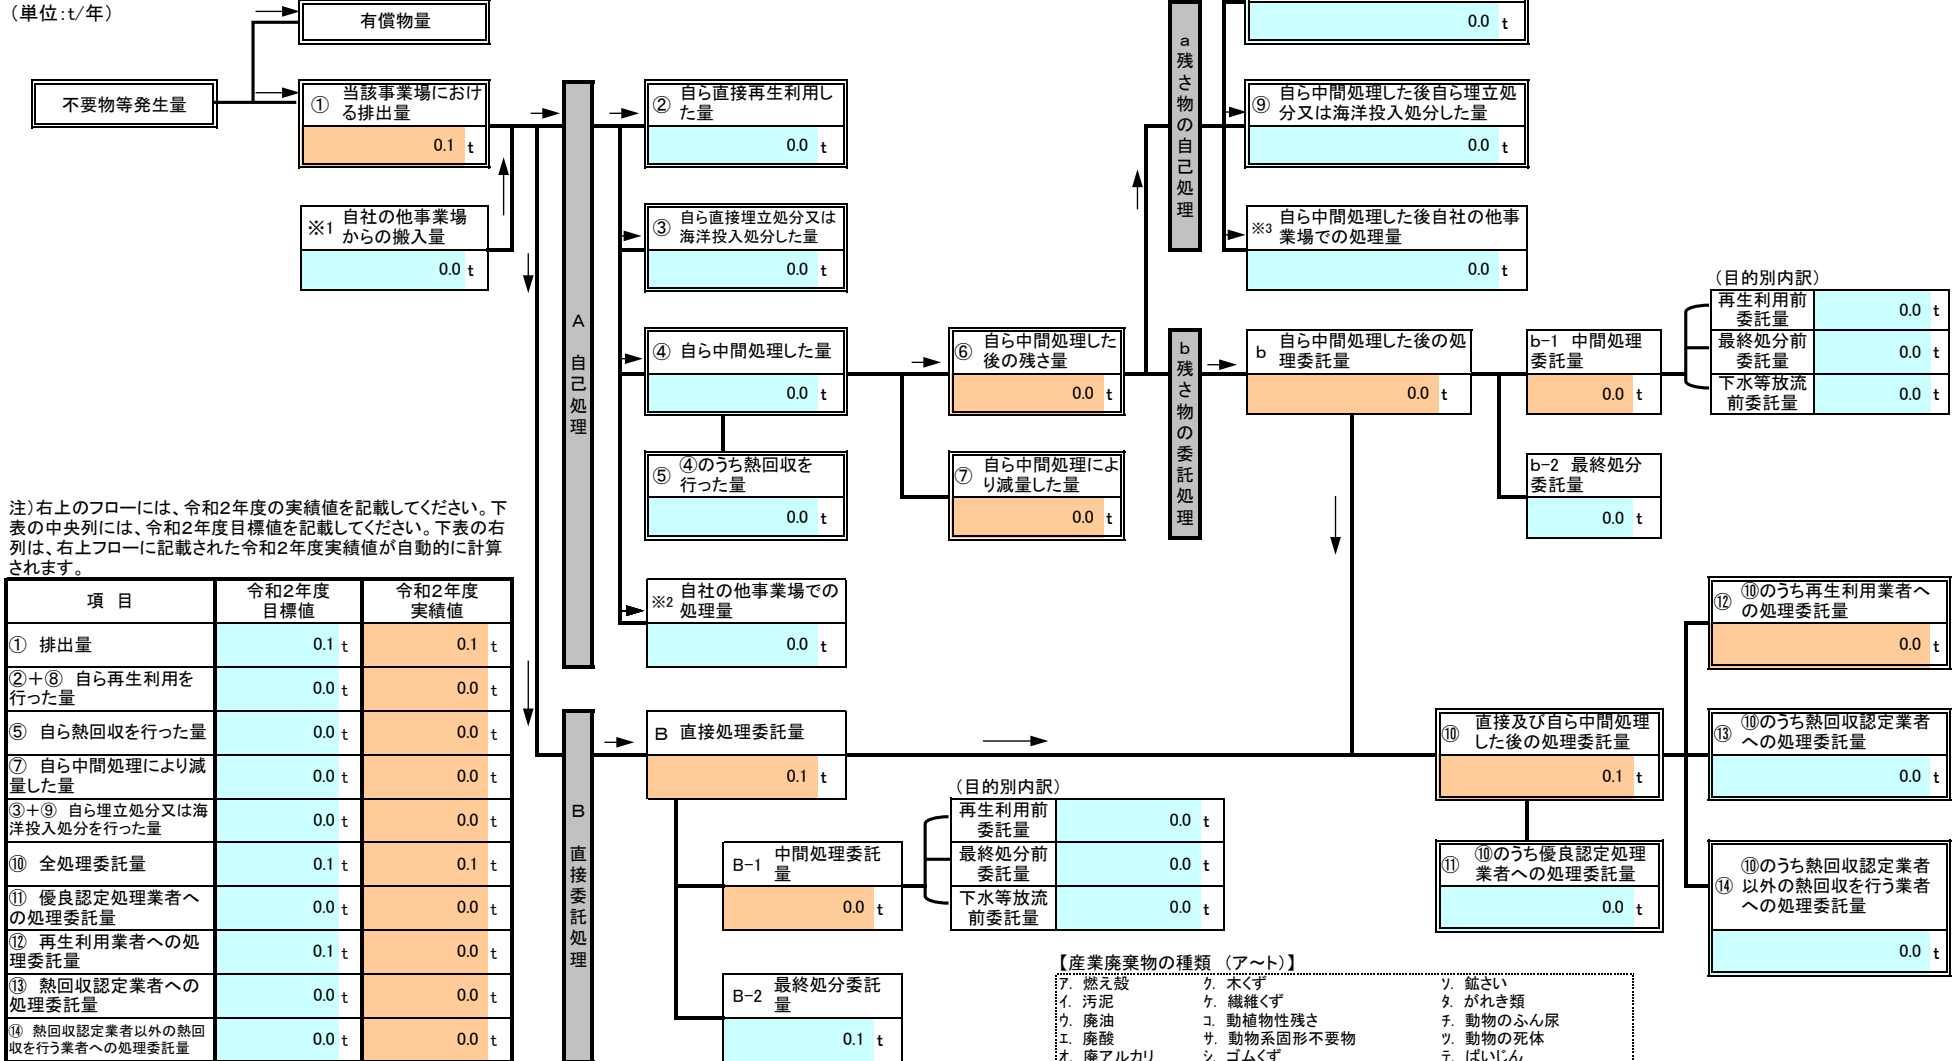 （単位：t/年）
有償物量
不要物等発生量
① 当該事業場におけ
る排出量
0.1 t
※1 自社の他事業場
からの搬入量
0.0 t
A 自己処理
② 自ら直接再生利用し
た量
0.0 t
③ 自ら直接埋立処分又は
海洋投入処分した量
0.0 t
④ 自ら中間処理した量
0.0 t
⑤ ④のうち熱回収を
行った量
0.0 t
※2 自社の他事業場での
処理量
0.0 t
⑥ 自ら中間処理した
後の残さ量
0.0 t
⑦ 自ら中間処理によ
り減量した量
0.0 t
a 残さ物の自己処理
0.0 t
⑨ 自ら中間処理した後自ら埋立処
分又は海洋投入処分した量
0.0 t
※3 自ら中間処理した後自社の他事
業場での処理量
0.0 t
b 残さ物の委託処理
b 自ら中間処理した後の処
理委託量
0.0 t
b-1 中間処理
委託量
0.0 t
b-2 最終処分
委託量
0.0 t
（目的別内訳）
再生利用前
委託量 0.0 t
最終処分前
委託量 0.0 t
下水等放流
前委託量 0.0 t
注）右上のフローには、令和２年度の実績値を記載してください。下
表の中央列には、令和２年度目標値を記載してください。下表の右
列は、右上フローに記載された令和２年度実績値が自動的に計算
されます。
項 目 令和２年度
目標値 令和２年度
実績値
① 排出量 0.1 t 0.1 t
②＋⑧ 自ら再生利用を
行った量 0.0 t 0.0 t
⑤ 自ら熱回収を行った量 0.0 t 0.0 t
⑦ 自ら中間処理により減
量した量 0.0 t 0.0 t
③＋⑨ 自ら埋立処分又は海
洋投入処分を行った量 0.0 t 0.0 t
⑩ 全処理委託量 0.1 t 0.1 t
⑪ 優良認定処理業者へ
の処理委託量 0.0 t 0.0 t
⑫ 再生利用業者への処
理委託量 0.1 t 0.0 t
⑬ 熱回収認定業者への
処理委託量 0.0 t 0.0 t
⑭ 熱回収認定業者以外の熱回
収を行う業者への処理委託量 0.0 t 0.0 t
B 直接委託処理
B 直接処理委託量
0.1 t
B-1 中間処理委託
量
0.0 t
B-2 最終処分委託
量
0.1 t
（目的別内訳）
再生利用前
委託量 0.0 t
最終処分前
委託量 0.0 t
下水等放流
前委託量 0.0 t
⑩ 直接及び自ら中間処理
した後の処理委託量
0.1 t
⑪ ⑩のうち優良認定処理
業者への処理委託量
0.0 t
⑫ ⑩のうち再生利用業者へ
の処理委託量
0.0 t
⑬ ⑩のうち熱回収認定業者
への処理委託量
0.0 t
⑭ ⑩のうち熱回収認定業者
以外の熱回収を行う業者
への処理委託量
0.0 t
【産業廃棄物の種類 （ア～ト）】
ア. 燃え殻 ク. 木くず ソ. 鉱さい
イ. 汚泥 ケ. 繊維くず タ. がれき類
ウ. 廃油 コ. 動植物性残さ チ. 動物のふん尿
エ. 廃酸 サ. 動物系固形不要物 ツ. 動物の死体
オ. 廃アルカリ シ. ゴムくず テ. ばいじん